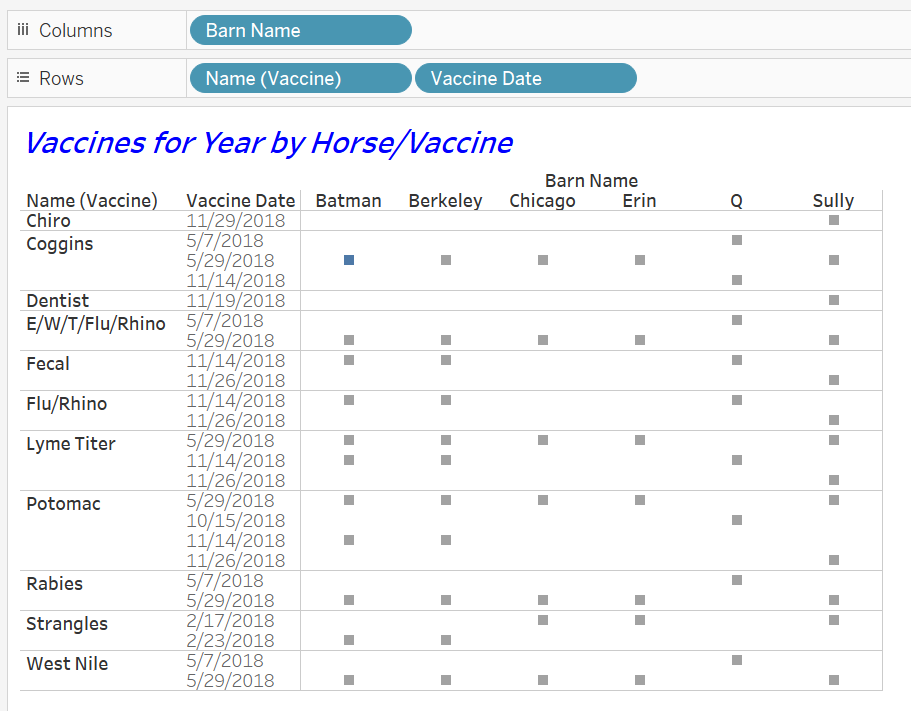 Columns Barn Name
Rows Name (Vaccine) Vaccine Date
Vaccines for Year by Horse/Vaccine
Barn Name
Name (Vaccine) Vaccine Date Batman Berkeley Chicago Erin Q Sully
Chiro 11/29/2018
Coggins 5/7/2018
5/29/2018
11/14/2018
Dentist 11/19/2018
E/W/T/Flu/Rhino 5/7/2018
5/29/2018
Fecal 11/14/2018
11/26/2018
Flu/Rhino 11/14/2018
11/26/2018
Lyme Titer 5/29/2018
11/14/2018
11/26/2018
Potomac 5/29/2018
10/15/2018
11/14/2018
11/26/2018
Rabies 5/7/2018
5/29/2018
Strangles 2/17/2018
2/23/2018
West Nile 5/7/2018
5/29/2018